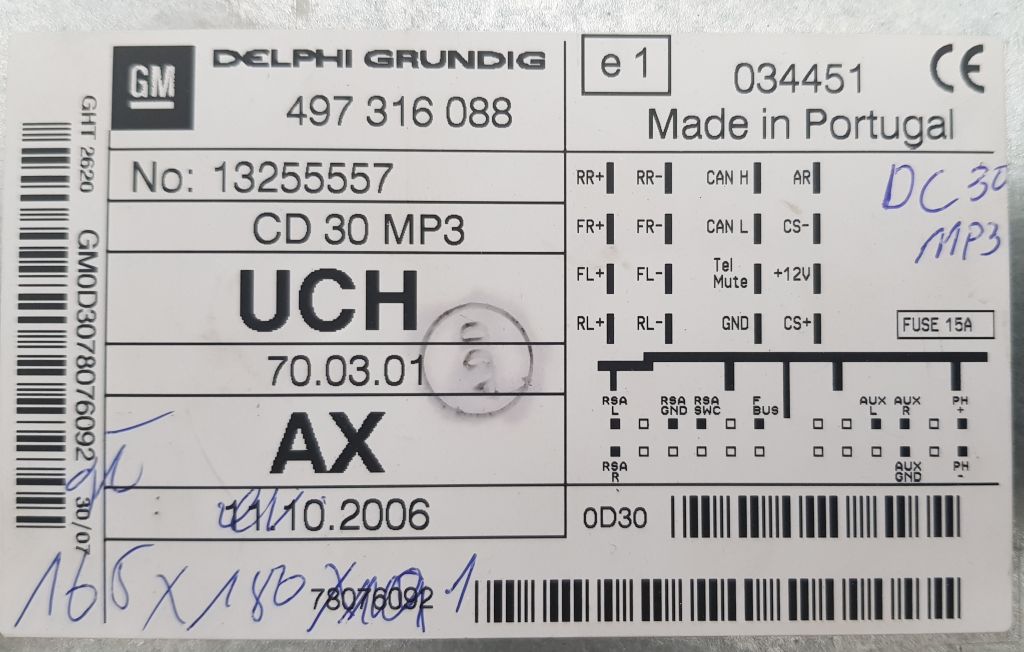 GM
DELPHI GRUNDIG
497 316 088
e1
034451
CE
Made in Portugal
GHT 2620
GM0D3078076092
30/07
No: 13255557
CD 30 MP3
UCH
70.03.01
AX
11.10.2006
RR+ RR- CAN H AR
FR+ FR- CAN L CS-
FL+ FL- Tel Mute +12V
RL+ RL- GND CS+
DC 30
MP3
FUSE 15A
RSA L RSA GND RSA SWC F BUS AUX L AUX R PH +
RSA R AUX GND PH -
0D30
78076092
165 X 180 X